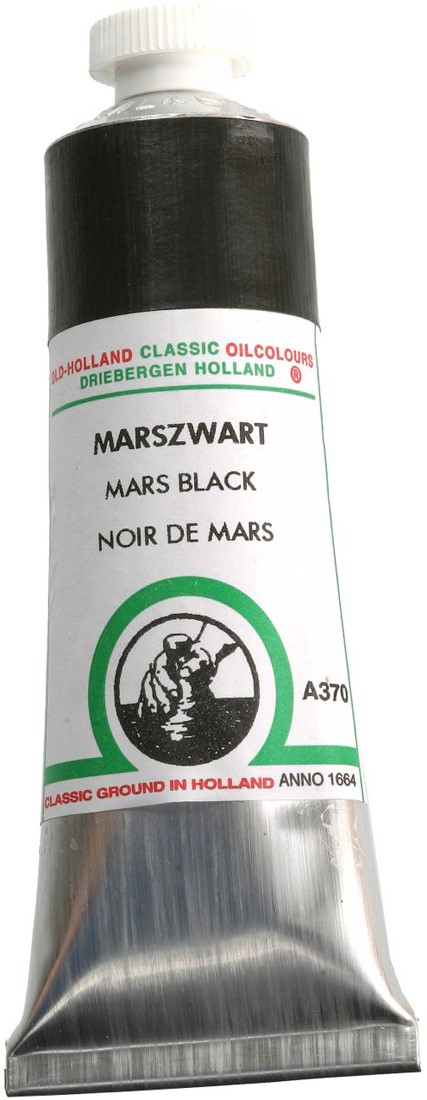 OLD-HOLLAND CLASSIC OILCOLOURS
DRIEBERGEN HOLLAND ®
MARSZWART
MARS BLACK
NOIR DE MARS
A370
CLASSIC GROUND IN HOLLAND ANNO 1664